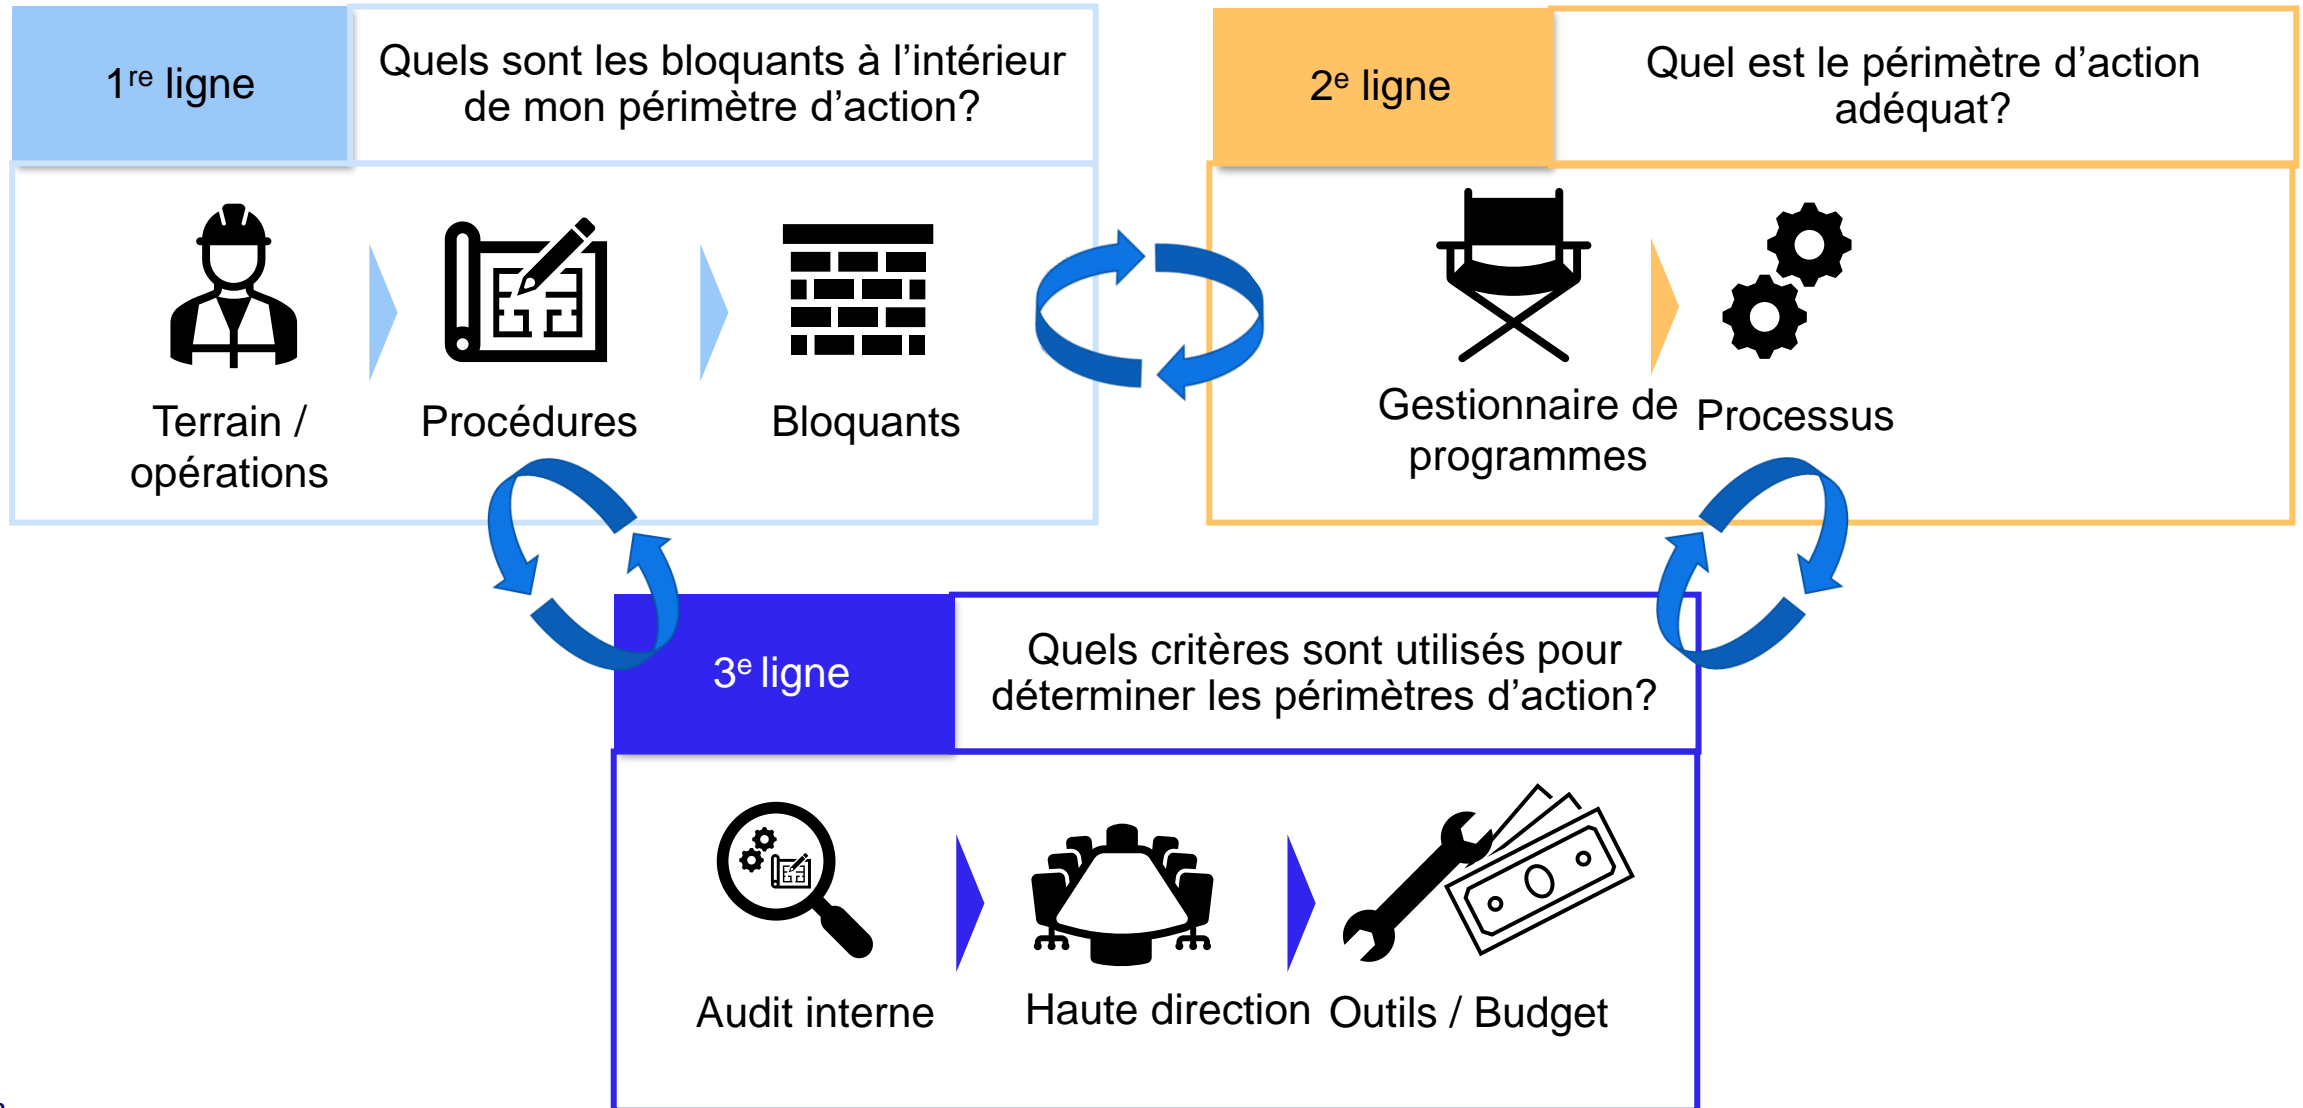 1re ligne
Quels sont les bloquants à l’intérieur
de mon périmètre d’action?
Terrain /
opérations
Procédures
Bloquants
2e ligne
Quel est le périmètre d’action
adéquat?
Gestionnaire de
programmes
Processus
3e ligne
Quels critères sont utilisés pour
déterminer les périmètres d’action?
Audit interne
Haute direction
Outils / Budget